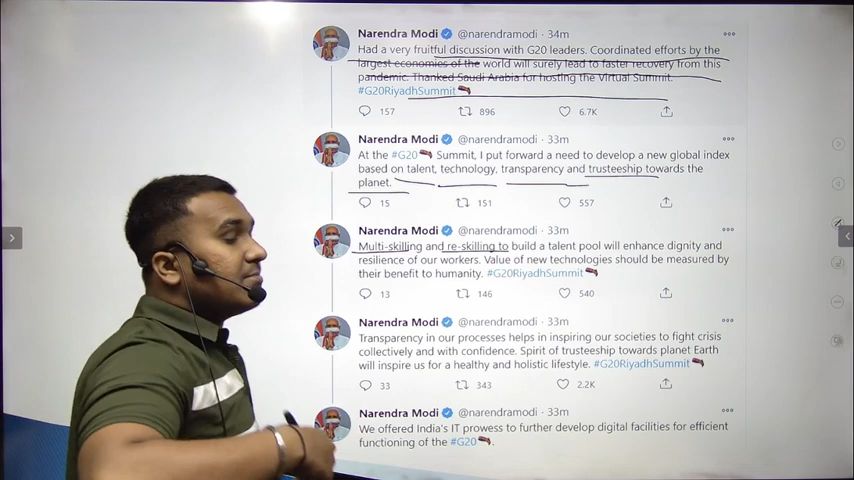 Narendra Modi @narendramodi · 34m
Had a very fruitful discussion with G20 leaders. Coordinated efforts by the
largest economies of the world will surely lead to faster recovery from this
pandemic. Thanked Saudi Arabia for hosting the Virtual Summit.
#G20RiyadhSummit
157 896 6.7K
Narendra Modi @narendramodi · 33m
At the #G20 Summit, I put forward a need to develop a new global index
based on talent, technology, transparency and trusteeship towards the
planet.
15 151 557
Narendra Modi @narendramodi · 33m
Multi-skilling and re-skilling to build a talent pool will enhance dignity and
resilience of our workers. Value of new technologies should be measured by
their benefit to humanity. #G20RiyadhSummit
13 146 540
Narendra Modi @narendramodi · 33m
Transparency in our processes helps in inspiring our societies to fight crisis
collectively and with confidence. Spirit of trusteeship towards planet Earth
will inspire us for a healthy and holistic lifestyle. #G20RiyadhSummit
33 343 2.2K
Narendra Modi @narendramodi · 33m
We offered India's IT prowess to further develop digital facilities for efficient
functioning of the #G20.